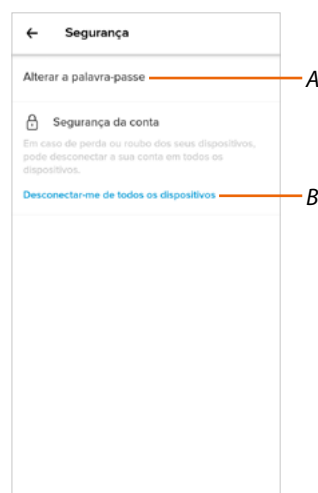 ← Segurança
Alterar a palavra-passe
A
Segurança da conta
Em caso de perda ou roubo dos seus dispositivos,
pode desconectar a sua conta em todos os
dispositivos.
Desconectar-me de todos os dispositivos
B